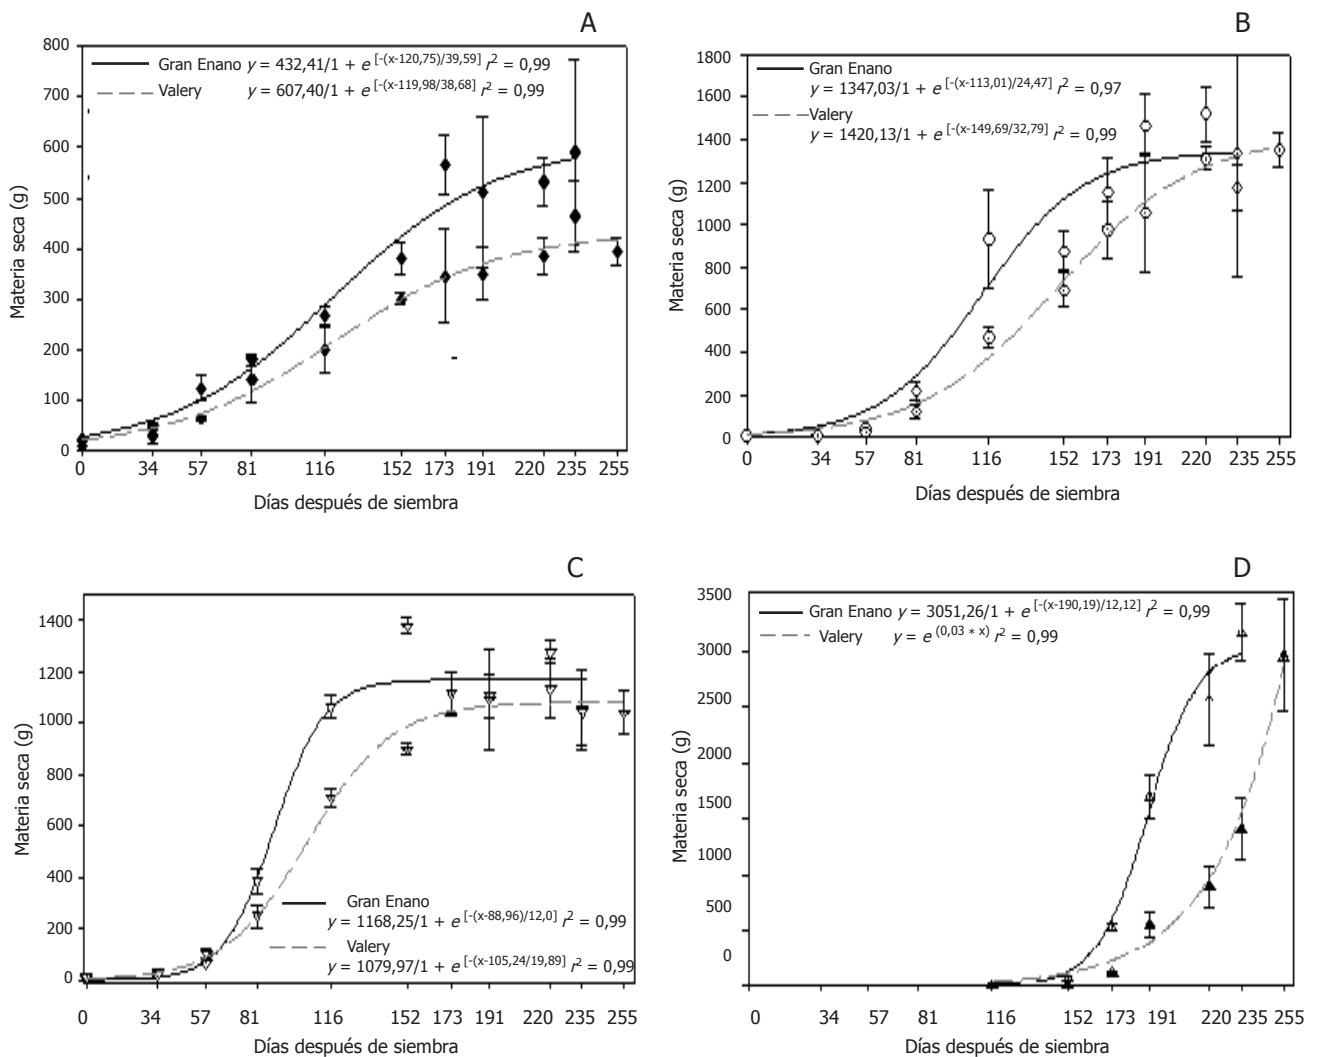 A
Gran Enano y = 432,41/1 + e [-(x-120,75)/39,59] r2 = 0,99
Valery y = 607,40/1 + e [-(x-119,98/38,68] r2 = 0,99
800
700
600
500
400
300
200
100
0
Materia seca (g)
0 34 57 81 116 152 173 191 220 235 255
Días después de siembra
B
Gran Enano
y = 1347,03/1 + e [-(x-113,01)/24,47] r2 = 0,97
Valery
y = 1420,13/1 + e [-(x-149,69/32,79] r2 = 0,99
1800
1600
1400
1200
1000
800
600
400
200
0
Materia seca (g)
0 34 57 81 116 152 173 191 220 235 255
Días después de siembra
C
1400
1200
1000
800
600
400
200
0
Materia seca (g)
Gran Enano
y = 1168,25/1 + e [-(x-88,96)/12,0] r2 = 0,99
Valery
y = 1079,97/1 + e [-(x-105,24/19,89] r2 = 0,99
0 34 57 81 116 152 173 191 220 235 255
Días después de siembra
D
Gran Enano y = 3051,26/1 + e [-(x-190,19)/12,12] r2 = 0,99
Valery y = e (0,03 * x) r2 = 0,99
3500
3000
2500
2000
1500
1000
500
0
Materia seca (g)
0 34 57 81 116 152 173 191 220 235 255
Días después de siembra